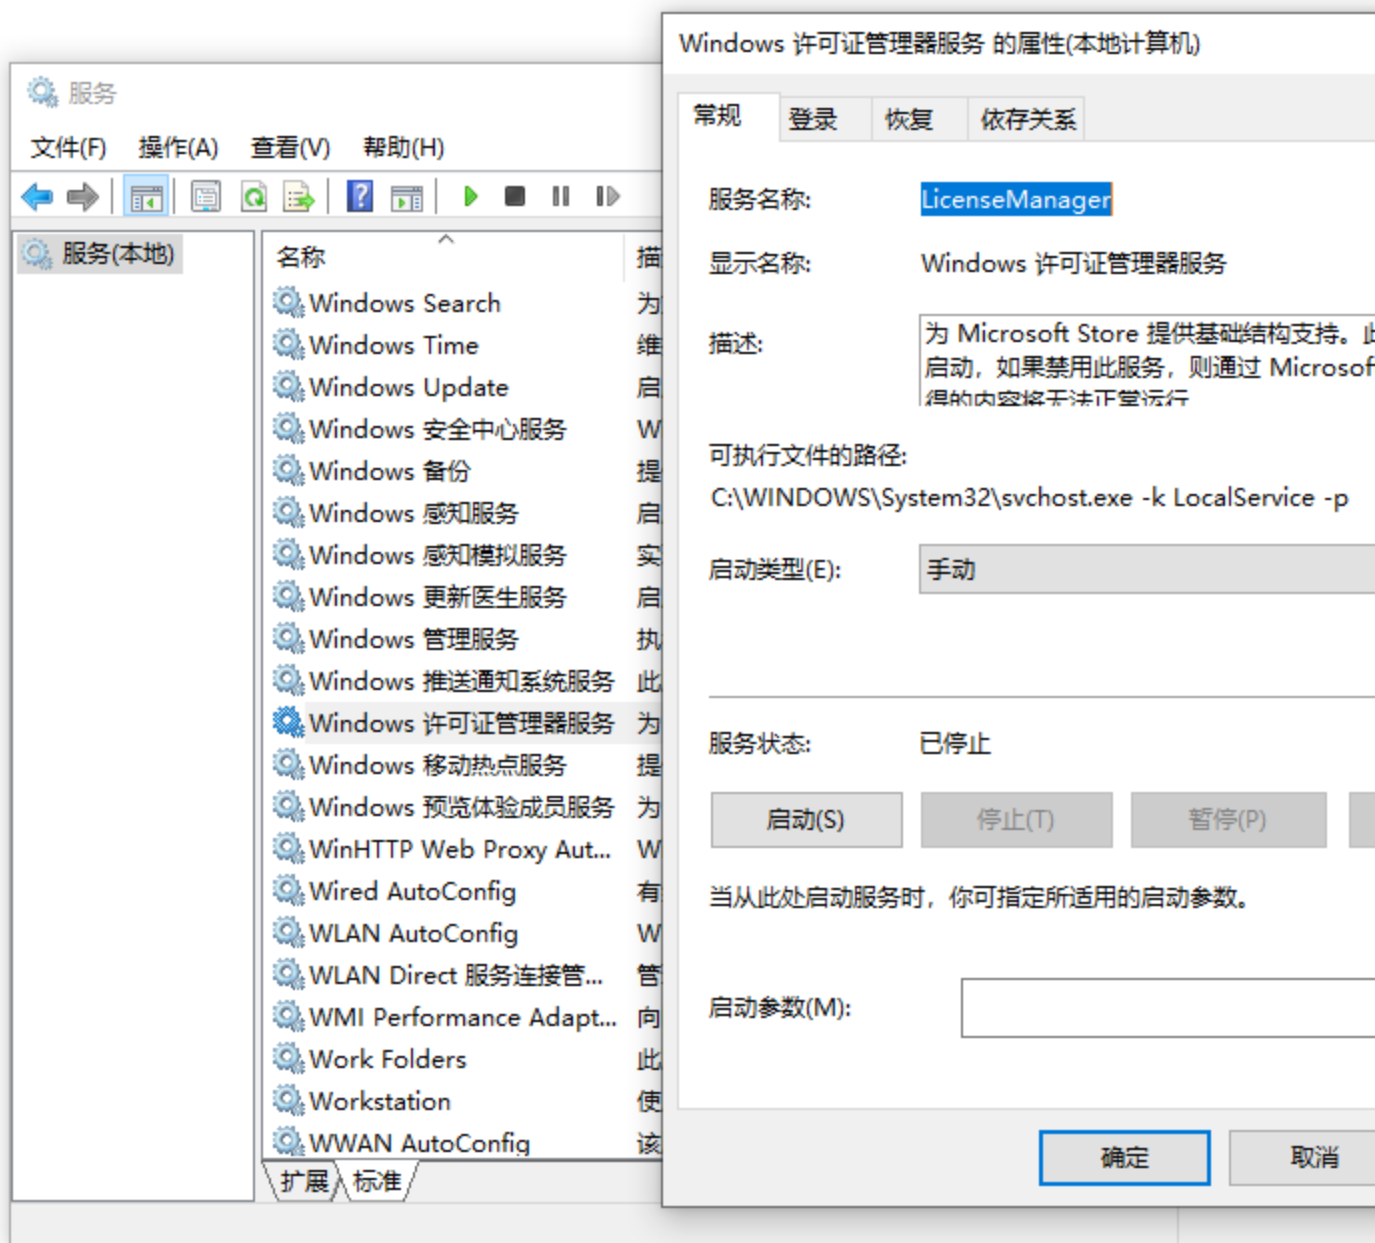 服务
文件(F) 操作(A) 查看(V) 帮助(H)
服务(本地)
名称 描
Windows Search 为
Windows Time 维
Windows Update 启
Windows 安全中心服务 W
Windows 备份 提
Windows 感知服务 启
Windows 感知模拟服务 实
Windows 更新医生服务 启
Windows 管理服务 执
Windows 推送通知系统服务 此
Windows 许可证管理器服务 为
Windows 移动热点服务 提
Windows 预览体验成员服务 为
WinHTTP Web Proxy Aut... W
Wired AutoConfig 有
WLAN AutoConfig W
WLAN Direct 服务连接管... 管
WMI Performance Adapt... 向
Work Folders 此
Workstation 使
WWAN AutoConfig 该
扩展 标准
Windows 许可证管理器服务 的属性(本地计算机)
常规 登录 恢复 依存关系
服务名称: LicenseManager
显示名称: Windows 许可证管理器服务
描述: 为 Microsoft Store 提供基础结构支持。此
启动，如果禁用此服务，则通过 Microsoft
得的内容将无法正常运行
可执行文件的路径:
C:\WINDOWS\System32\svchost.exe -k LocalService -p
启动类型(E): 手动
服务状态: 已停止
启动(S) 停止(T) 暂停(P)
当从此处启动服务时，你可指定所适用的启动参数。
启动参数(M):
确定 取消